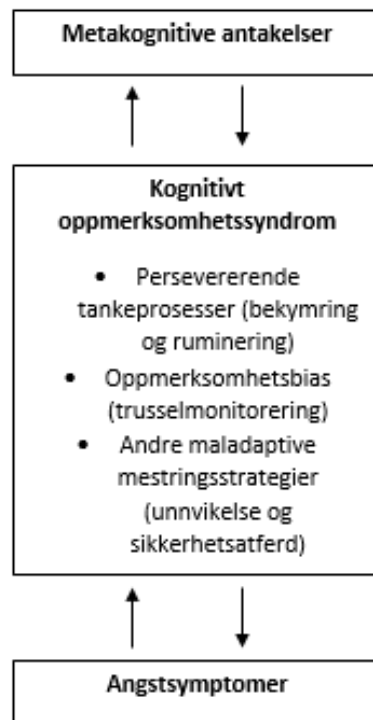 Metakognitive antakelser
Kognitivt
oppmerksomhetssyndrom
• Persevererende
tankeprosesser (bekymring
og ruminering)
• Oppmerksomhetsbias
(trusselmonitorering)
• Andre maladaptive
mestringsstrategier
(unnvikelse og
sikkerhetsatferd)
Angstsymptomer